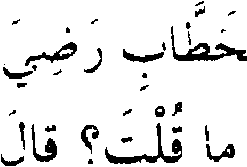 خَطَّابِ رَضِيَ
ما قُلْتَ؟ قالَ